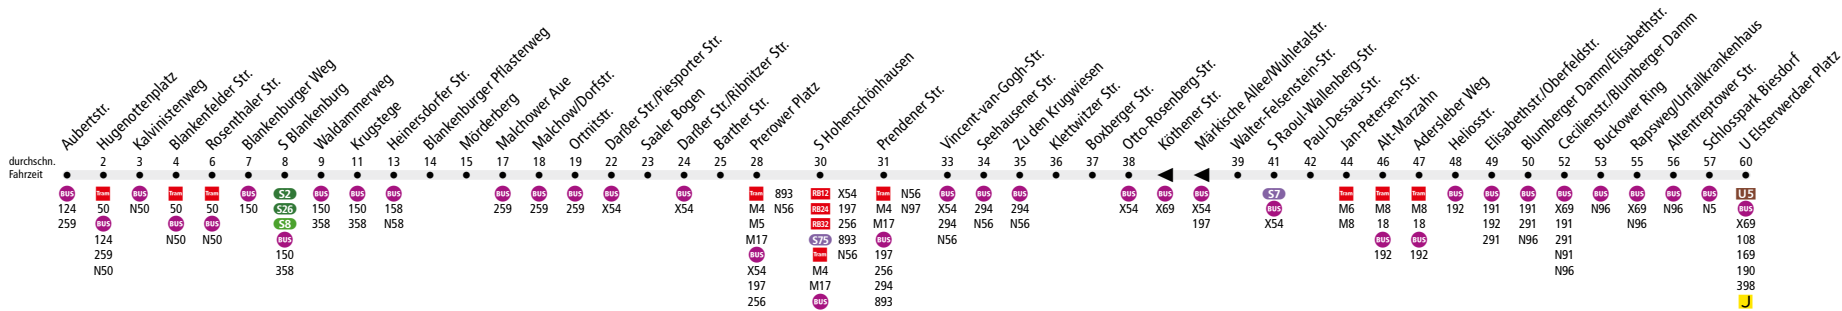 Aubertstr.
Hugenottenplatz
Kalvinistenweg
Blankenfelder Str.
Rosenthaler Str.
Blankenburger Weg
S Blankenburg
Waldammerweg
Krugstege
Heinersdorfer Str.
Blankenburger Pflasterweg
Mörderberg
Malchower Aue
Malchow/Dorfstr.
Ortnitstr.
Darßer Str./Piesporter Str.
Saaler Bogen
Darßer Str./Ribnitzer Str.
Barther Str.
Prerower Platz
S Hohenschönhausen
Prendener Str.
Vincent-van-Gogh-Str.
Seehausener Str.
Zu den Krugwiesen
Klettwitzer Str.
Boxberger Str.
Otto-Rosenberg-Str.
Köthener Str.
Märkische Allee/Wuhletalstr.
Walter-Felsenstein-Str.
S Raoul-Wallenberg-Str.
Paul-Dessau-Str.
Jan-Petersen-Str.
Alt-Marzahn
Adersleber Weg
Heliosstr.
Elisabethstr./Oberfeldstr.
Blumberger Damm/Elisabethstr.
Cecilienstr./Blumberger Damm
Buckower Ring
Rapsweg/Unfallkrankenhaus
Altentreptower Str.
Schlosspark Biesdorf
U Elsterwerdaer Platz
durchschn. 2 3 4 6 7 8 9 11 13 14 15 17 18 19 22 23 24 25 28 30 31 33 34 35 36 37 38 39 41 42 44 46 47 48 49 50 52 53 55 56 57 60
Fahrzeit
BUS Tram BUS Tram Tram BUS S2 BUS BUS BUS BUS BUS BUS BUS BUS Tram 893 RB12 X54 Tram N56 BUS BUS BUS BUS BUS BUS S7 Tram Tram Tram BUS BUS BUS BUS BUS BUS BUS BUS U5
124 50 N50 50 50 150 S26 150 150 158 259 259 259 X54 X54 M4 N56 RB24 197 M4 N97 X54 294 294 X54 X69 X54 BUS M6 M8 M8 192 191 191 X69 N96 X69 N96 N5 BUS
259 BUS BUS BUS S8 358 358 N58 M5 RB32 256 M17 294 N56 N56 197 X54 M8 18 18 192 291 191 N96 X69
124 N50 N50 BUS M17 S75 893 BUS N56 BUS BUS 291 N96 291 108
259 150 BUS Tram N56 197 192 192 N91 169
N50 358 X54 M4 256 N96 190
197 M17 294 398
256 BUS 893